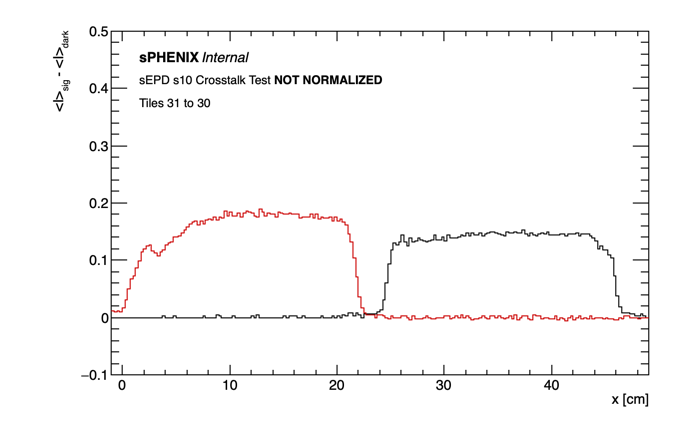 <I>sig - <I>dark
0.5
sPHENIX Internal
sEPD s10 Crosstalk Test NOT NORMALIZED
0.4
Tiles 31 to 30
0.3
0.2
0.1
0
−0.1
0 10 20 30 40
x [cm]